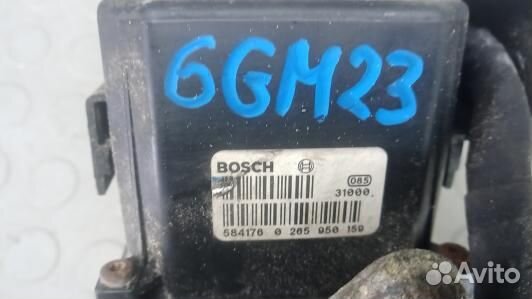 6GM23
BOSCH
085
31000.
584176 0 265 950 159
Avito